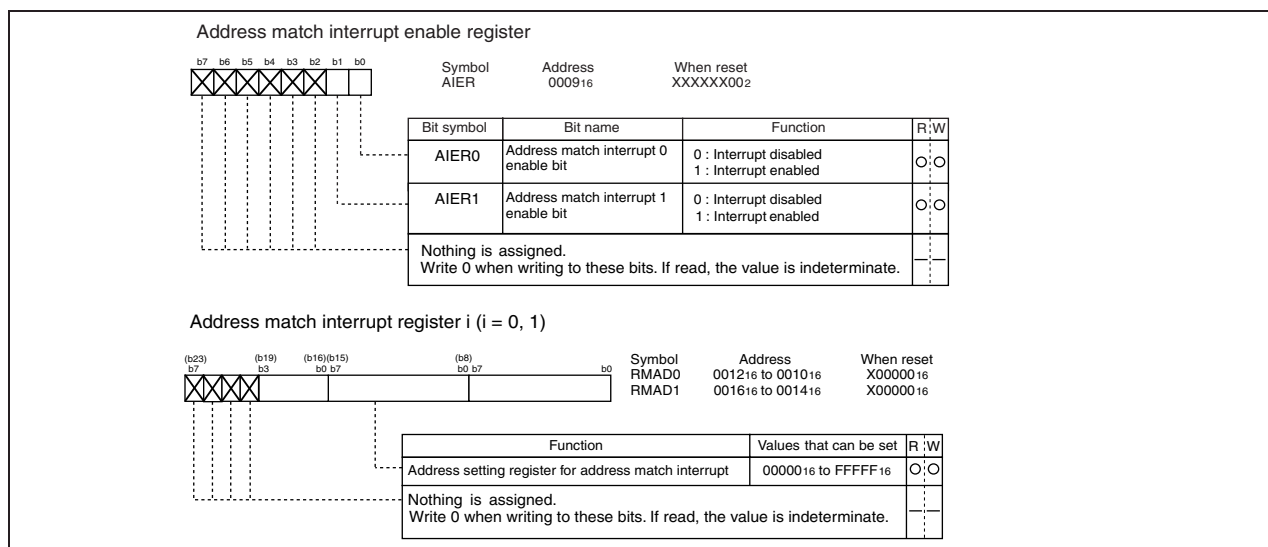 Address match interrupt enable register
b7 b6 b5 b4 b3 b2 b1 b0
Symbol Address When reset
AIER 000916 XXXXXX002
Bit symbol Bit name Function R W
AIER0 Address match interrupt 0 enable bit 0 : Interrupt disabled
1 : Interrupt enabled
AIER1 Address match interrupt 1 enable bit 0 : Interrupt disabled
1 : Interrupt enabled
Nothing is assigned.
Write 0 when writing to these bits. If read, the value is indeterminate.
Address match interrupt register i (i = 0, 1)
(b23) (b19) (b16)(b15) (b8)
b7 b3 b0 b7 b0 b7 b0
Symbol Address When reset
RMAD0 001216 to 001016 X0000016
RMAD1 001616 to 001416 X0000016
Function Values that can be set R W
Address setting register for address match interrupt 0000016 to FFFFF16
Nothing is assigned.
Write 0 when writing to these bits. If read, the value is indeterminate.